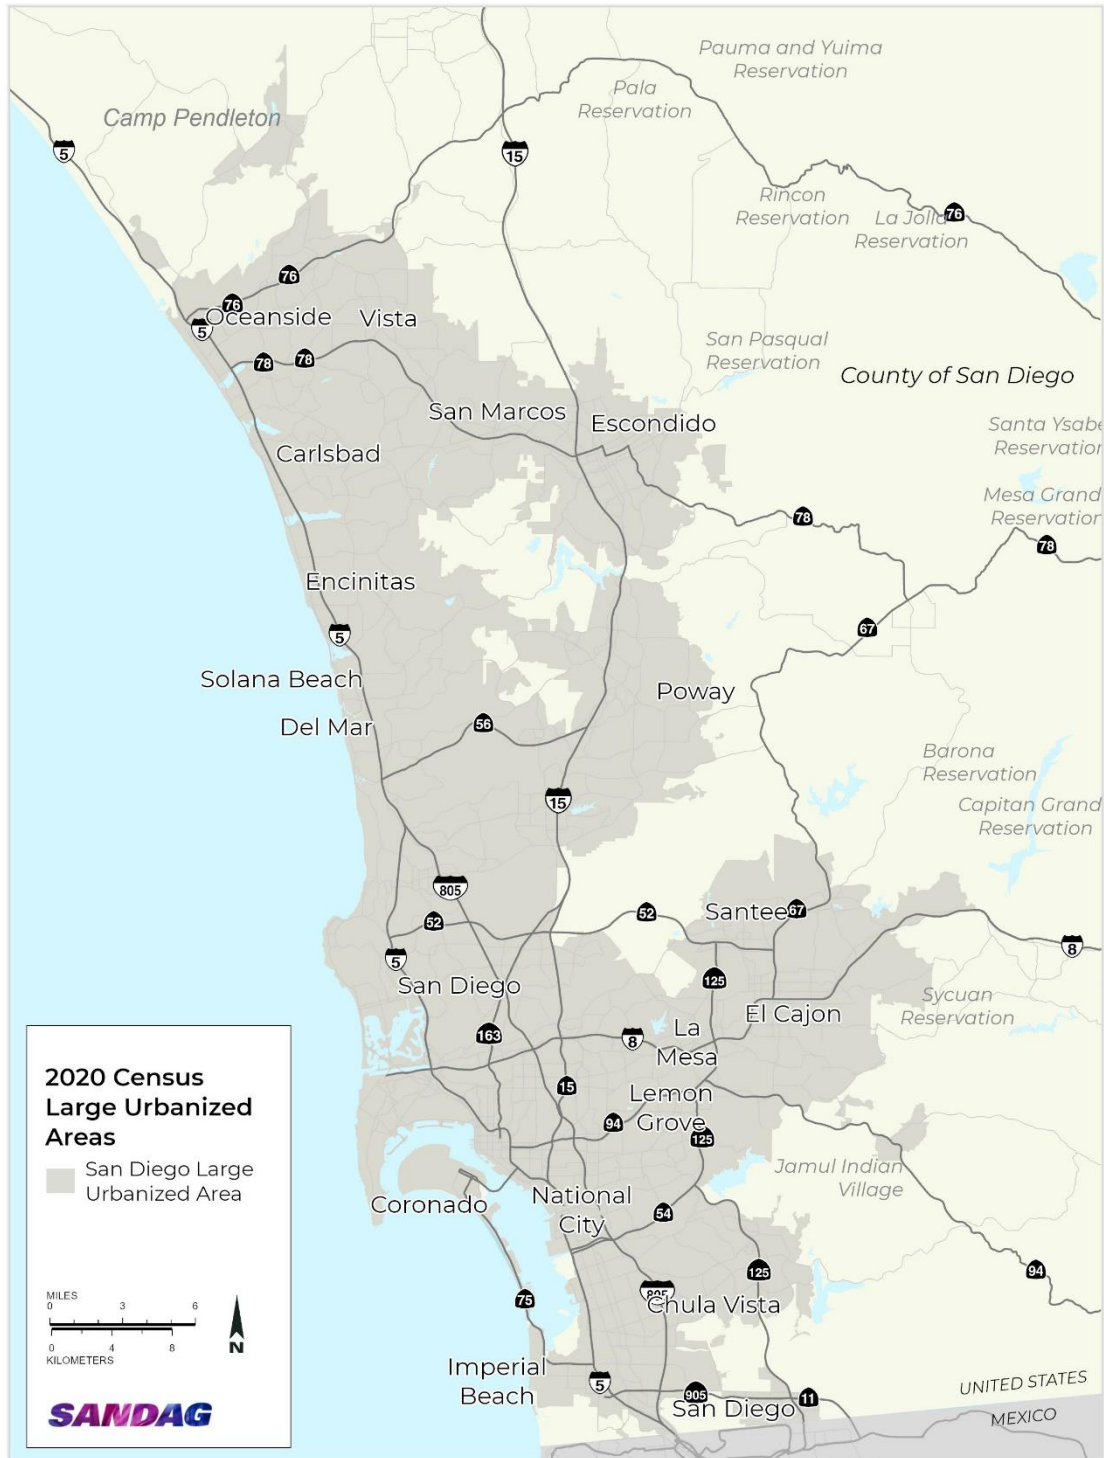 Pauma and Yuima
Reservation
Pala
Reservation
Camp Pendleton
5
15
Rincon
Reservation
La Jolla
Reservation
76
76
76
Oceanside
Vista
5
78
78
San Pasqual
Reservation
County of San Diego
San Marcos
Escondido
Santa Ysabe
Reservation
Carlsbad
Mesa Grand
Reservation
78
78
Encinitas
5
67
Solana Beach
Poway
Del Mar
56
Barona
Reservation
15
Capitan Grand
Reservation
805
52
52
Santee
67
8
5
San Diego
125
El Cajon
Sycuan
Reservation
163
8
La
Mesa
15
Lemon
Grove
94
125
Jamul Indian
Village
Coronado
National
City
54
125
94
75
805
Chula Vista
Imperial
Beach
5
905
San Diego
11
UNITED STATES
MEXICO
2020 Census
Large Urbanized
Areas
San Diego Large
Urbanized Area
MILES
0 3 6
0 4 8
KILOMETERS
N
SANDAG